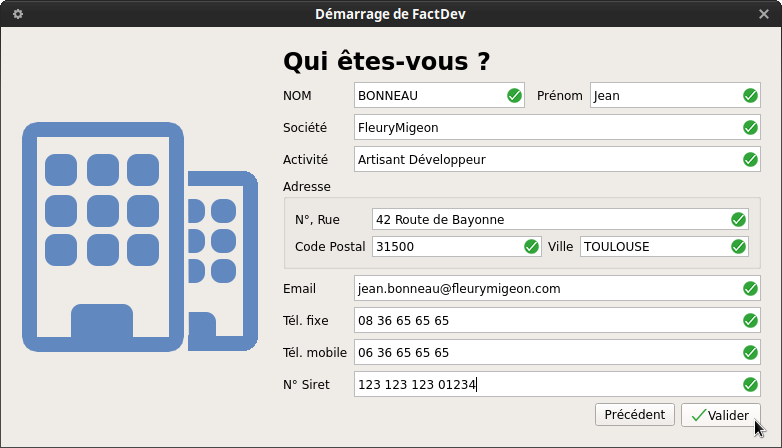 Démarrage de FactDev
Qui êtes-vous ?
NOM BONNEAU Prénom Jean
Société FleuryMigeon
Activité Artisant Développeur
Adresse
N°, Rue 42 Route de Bayonne
Code Postal 31500 Ville TOULOUSE
Email jean.bonneau@fleurymigeon.com
Tél. fixe 08 36 65 65 65
Tél. mobile 06 36 65 65 65
N° Siret 123 123 123 01234
Précédent Valider